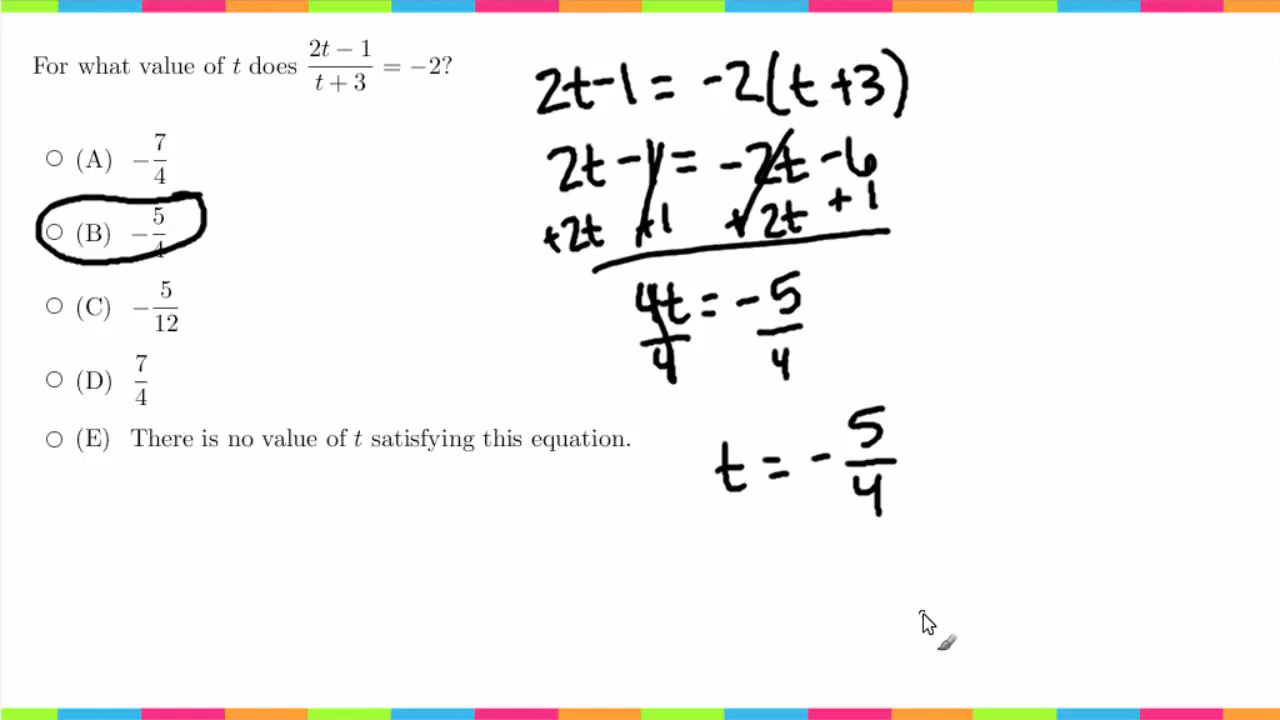 For what value of t does (2t − 1)/(t + 3) = −2?
(A) −7/4
(B) −5/4
(C) −5/12
(D) 7/4
(E) There is no value of t satisfying this equation.
2t-1 = -2(t+3)
2t -1 = -2t -6
+2t +1 +2t +1
4t/4 = -5/4
t = -5/4